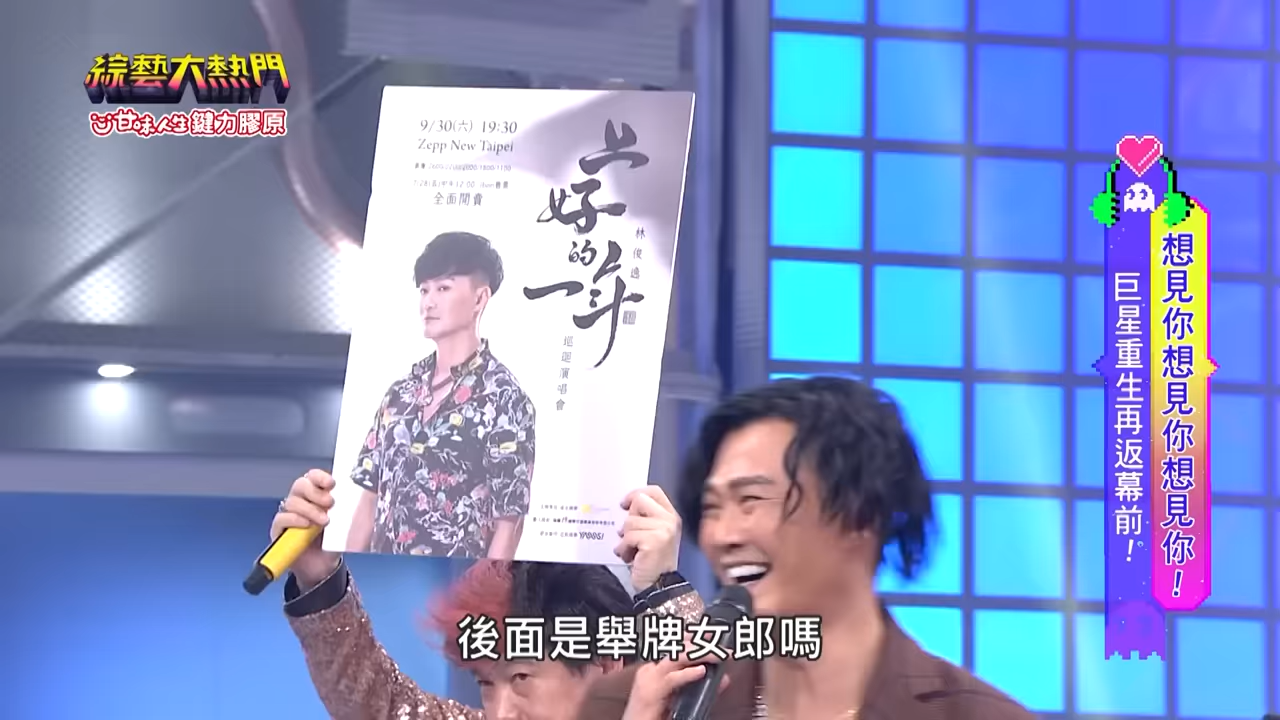 綜藝大熱門
甘味人生鍵力膠原
9/30(六) 19:30
Zepp New Taipei
全面開賣
上好的一年
林俊逸
巡迴演唱會
想見你想見你想見你!
巨星重生再返幕前!
後面是舉牌女郎嗎